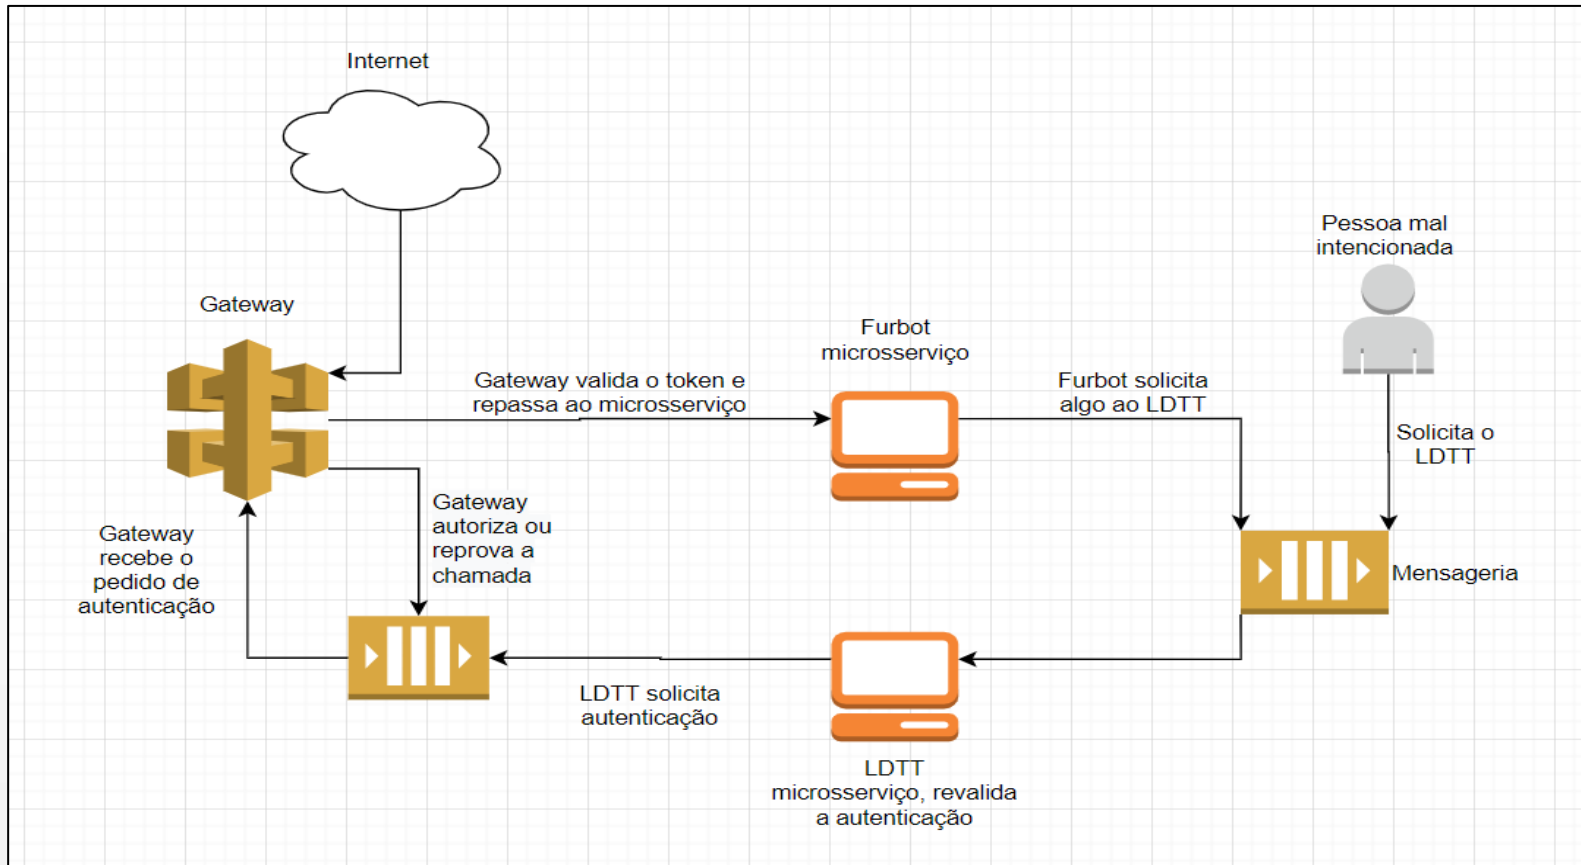 Internet
Pessoa mal
intencionada
Gateway
Furbot
microsserviço
Gateway valida o token e
repassa ao microsserviço
Furbot solicita
algo ao LDTT
Solicita o
LDTT
Gateway
autoriza ou
reprova a
chamada
Gateway
recebe o
pedido de
autenticação
Mensageria
LDTT solicita
autenticação
LDTT
microsserviço, revalida
a autenticação